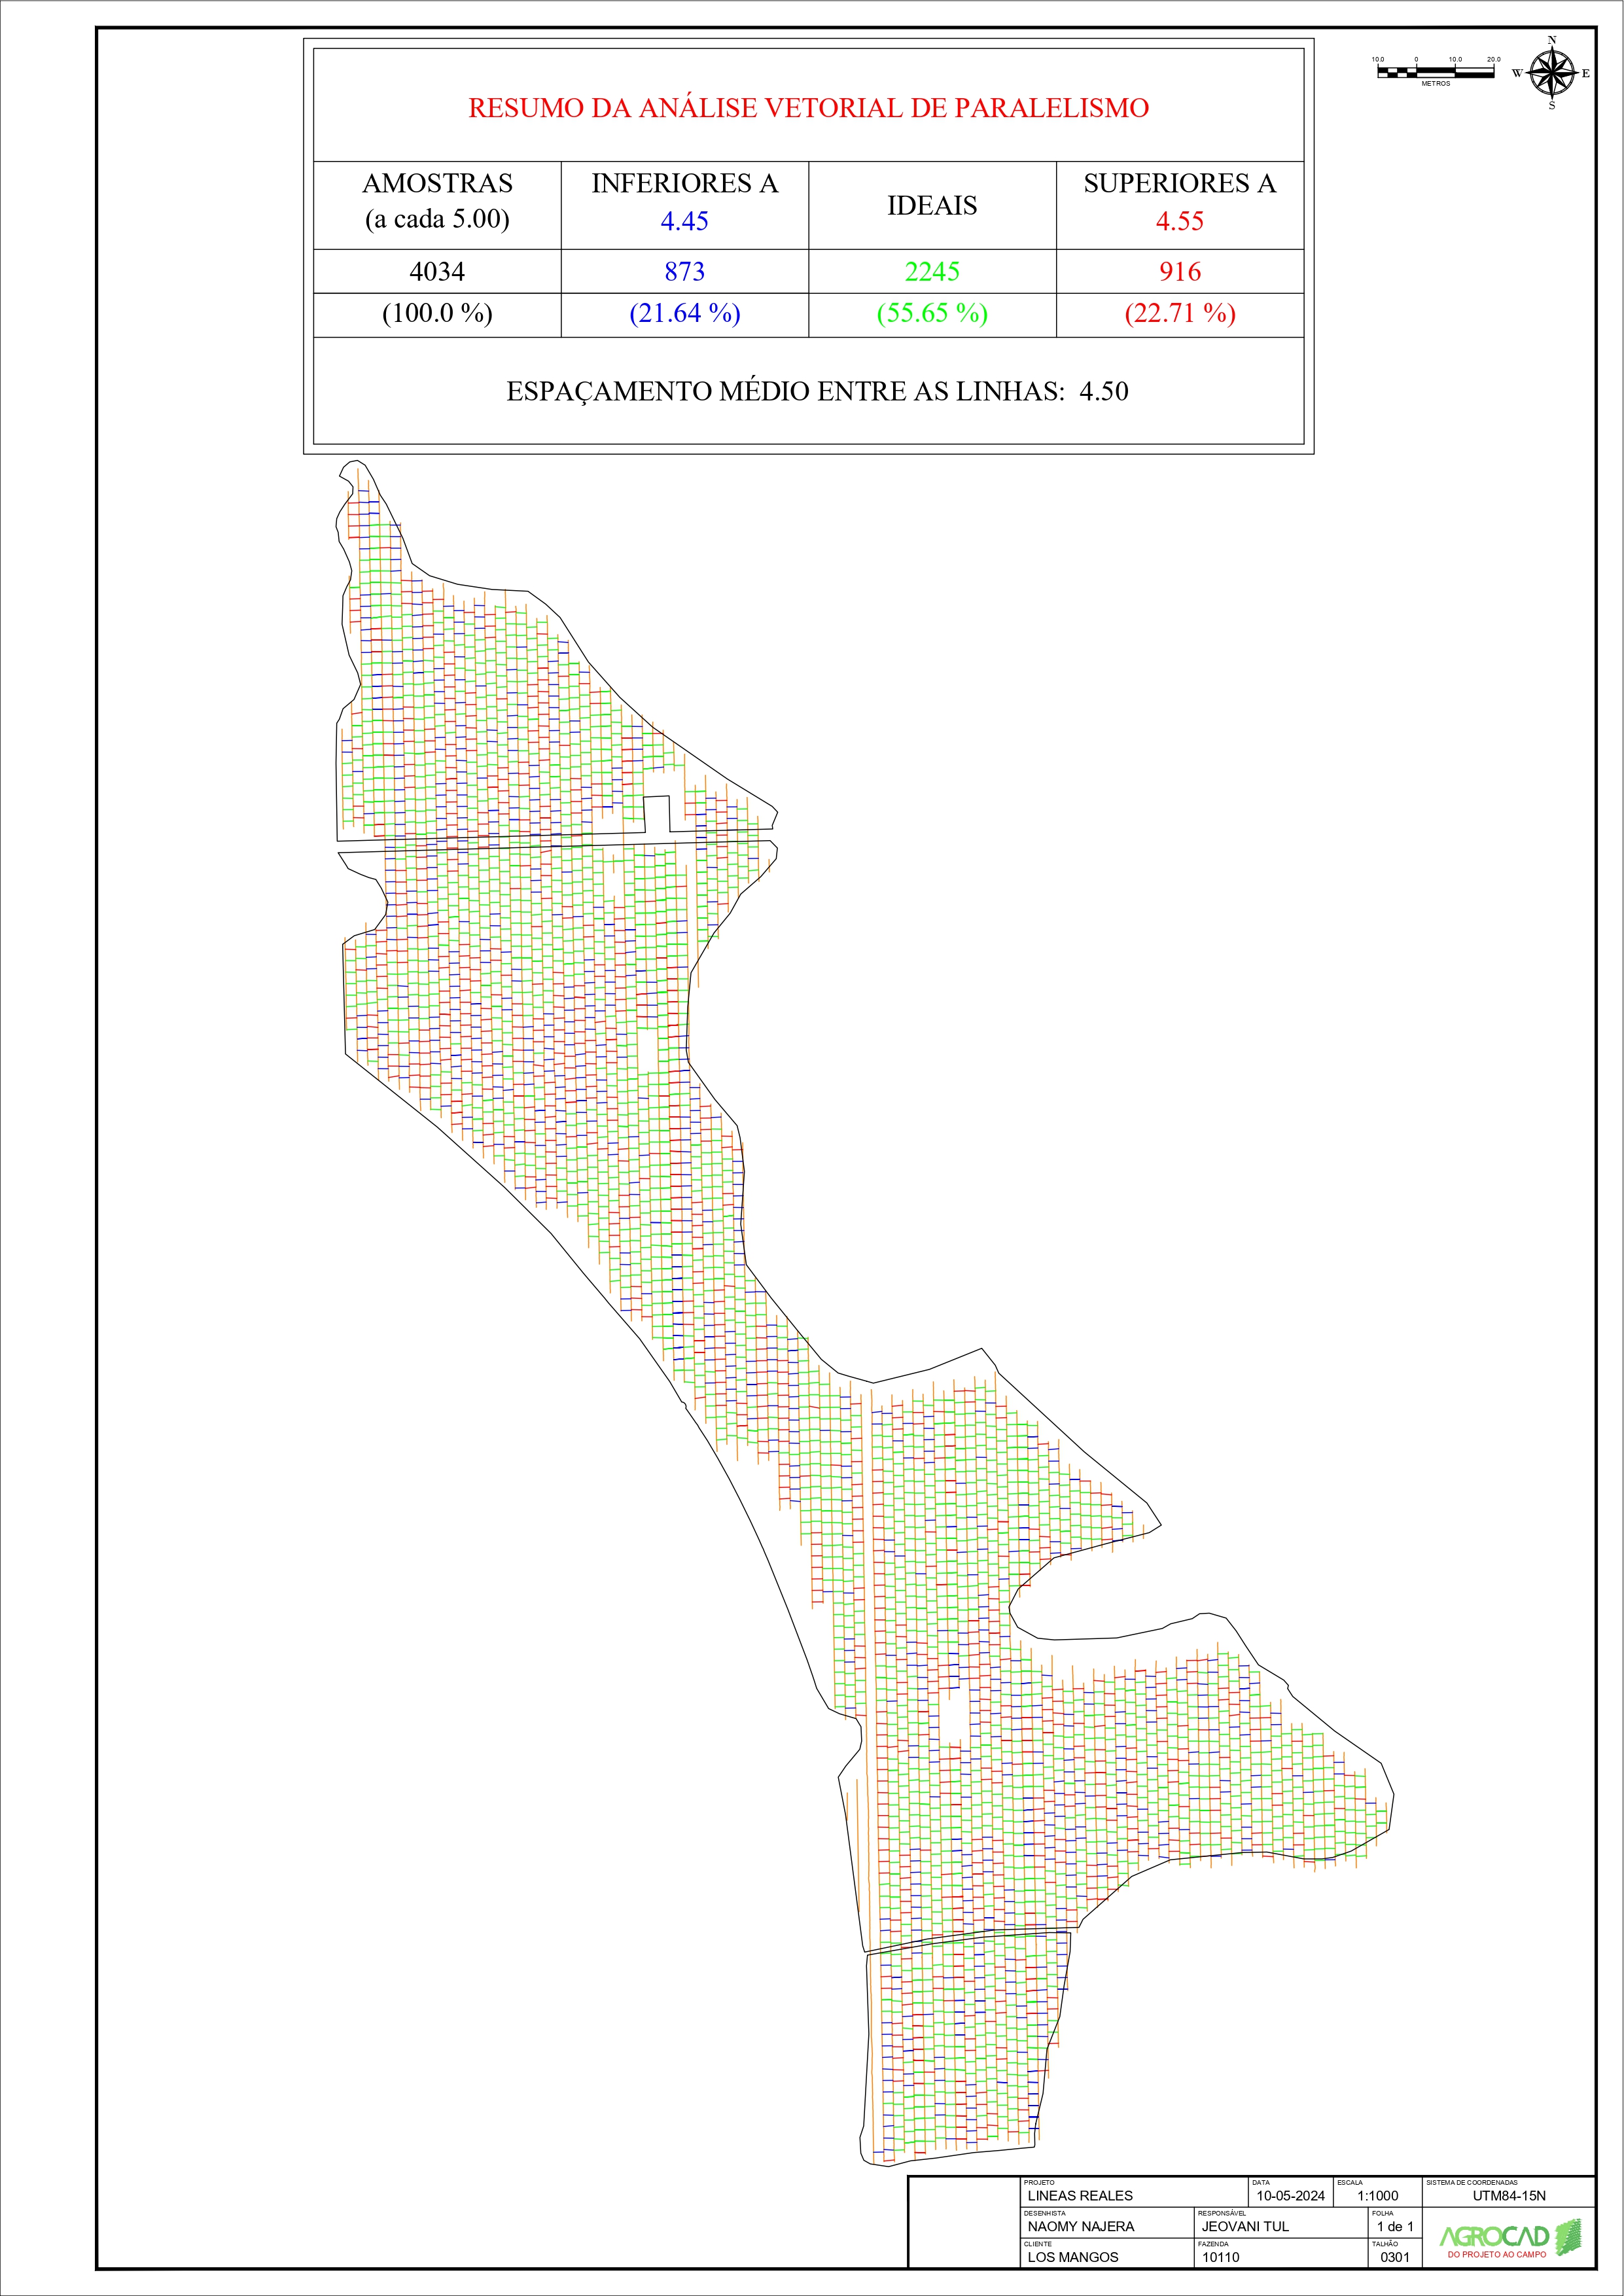 10.0 0 10.0 20.0
METROS
N
W E
S
RESUMO DA ANÁLISE VETORIAL DE PARALELISMO
AMOSTRAS
(a cada 5.00)
INFERIORES A
4.45
IDEAIS
SUPERIORES A
4.55
4034 873 2245 916
(100.0 %) (21.64 %) (55.65 %) (22.71 %)
ESPAÇAMENTO MÉDIO ENTRE AS LINHAS: 4.50
PROJETO DATA ESCALA SISTEMA DE COORDENADAS
LINEAS REALES 10-05-2024 1:1000 UTM84-15N
DESENHISTA RESPONSÁVEL FOLHA
NAOMY NAJERA JEOVANI TUL 1 de 1
CLIENTE FAZENDA TALHÃO
LOS MANGOS 10110 0301
AGROCAD
DO PROJETO AO CAMPO